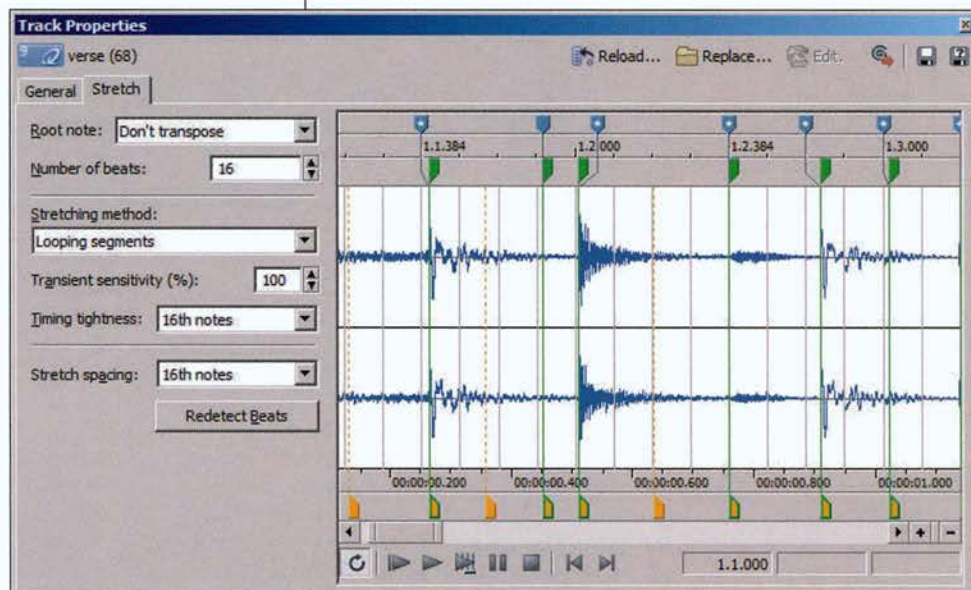 Track Properties
9 verse (68) Reload... Replace... Edit.
General Stretch
Root note: Don't transpose
Number of beats: 16
Stretching method:
Looping segments
Transient sensitivity (%): 100
Timing tightness: 16th notes
Stretch spacing: 16th notes
Redetect Beats
1.1.384 1.2.000 1.2.384 1.3.000
00:00:00.200 00:00:00.400 00:00:00.600 00:00:00.800 00:00:01.000
1.1.000